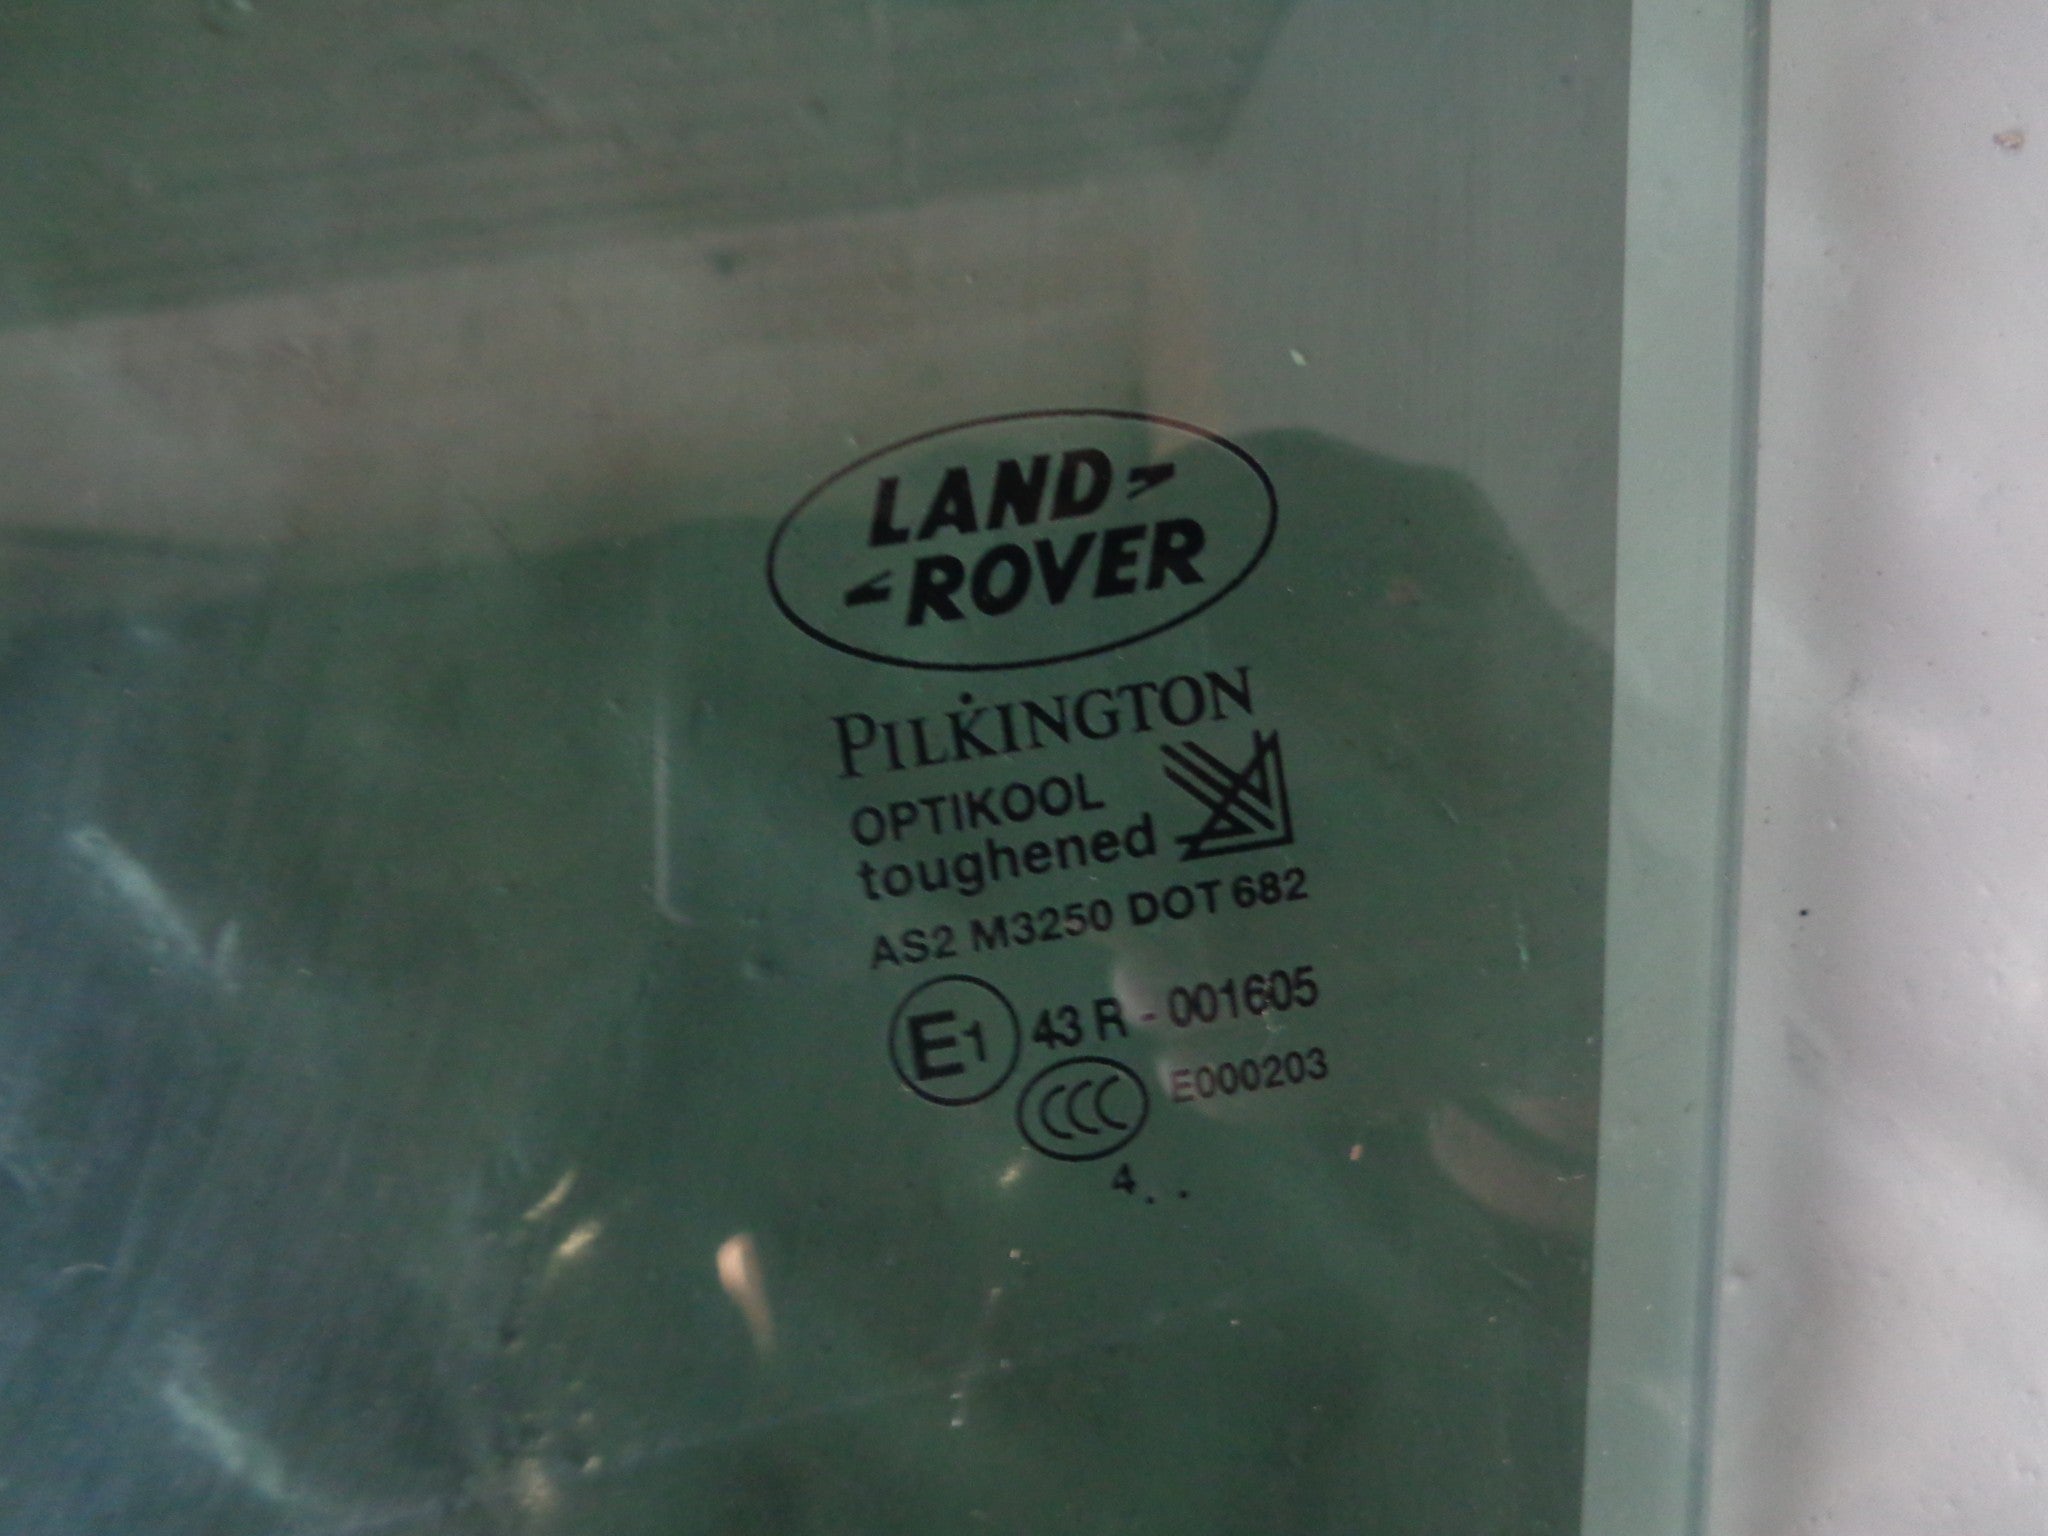 LAND
ROVER
PILKINGTON
OPTIKOOL
toughened
AS2 M3250 DOT 682
E1 43 R - 001605
CCC E000203
4..